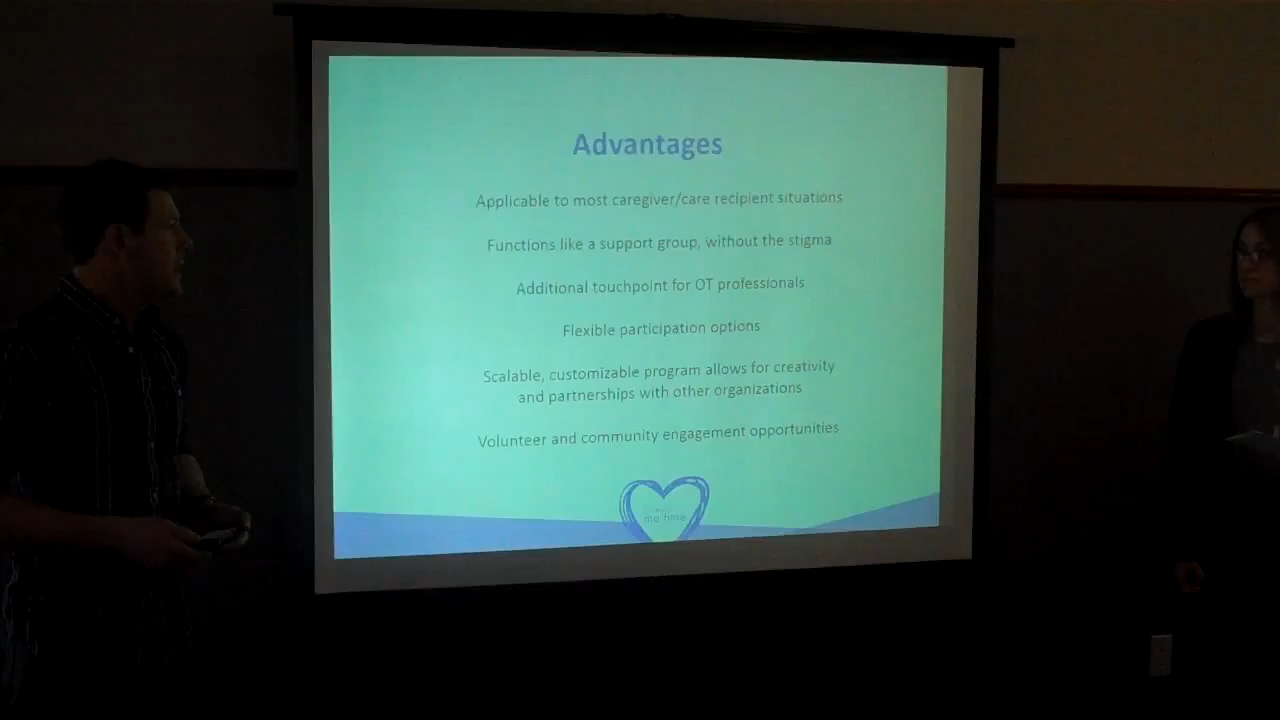 Advantages
Applicable to most caregiver/care recipient situations
Functions like a support group, without the stigma
Additional touchpoint for OT professionals
Flexible participation options
Scalable, customizable program allows for creativity
and partnerships with other organizations
Volunteer and community engagement opportunities
time